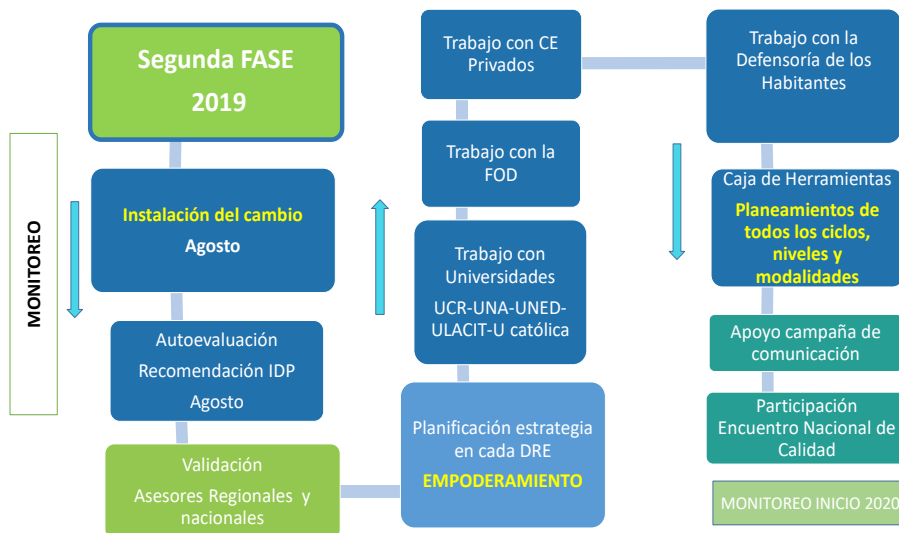 Segunda FASE
2019
MONITOREO
Instalación del cambio
Agosto
Autoevaluación
Recomendación IDP
Agosto
Validación
Asesores Regionales y
nacionales
Planificación estrategia
en cada DRE
EMPODERAMIENTO
Trabajo con
Universidades
UCR-UNA-UNED-
ULACIT-U católica
Trabajo con la
FOD
Trabajo con CE
Privados
Trabajo con la
Defensoría de los
Habitantes
Caja de Herramientas
Planeamientos de
todos los ciclos,
niveles y
modalidades
Apoyo campaña de
comunicación
Participación
Encuentro Nacional de
Calidad
MONITOREO INICIO 2020